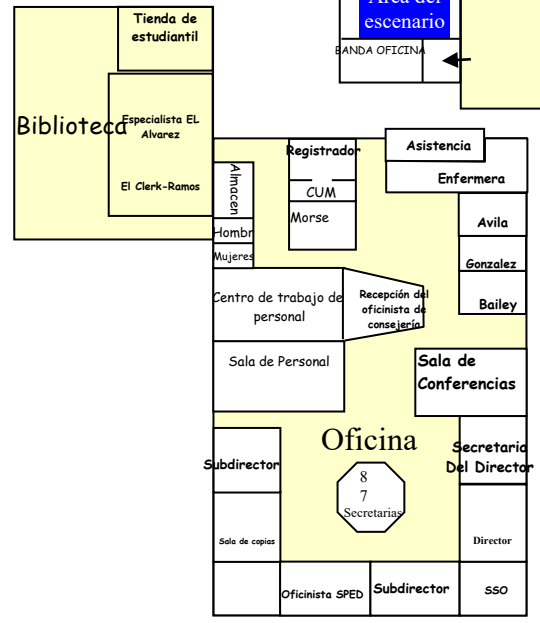 Tienda de
estudiantil
Area del
escenario
BANDA OFICINA
Biblioteca
Especialista EL
Alvarez
El Clerk-Ramos
Registrador
CUM
Morse
Asistencia
Enfermera
Almacen
Hombr
Mujeres
Avila
Gonzalez
Bailey
Centro de trabajo de
personal
Recepción del
oficinista de
consejería
Sala de Personal
Sala de
Conferencias
Oficina
8
7
Secretarias
Subdirector
Sala de copias
Secretaria
Del Director
Director
Oficinista SPED
Subdirector
SSO